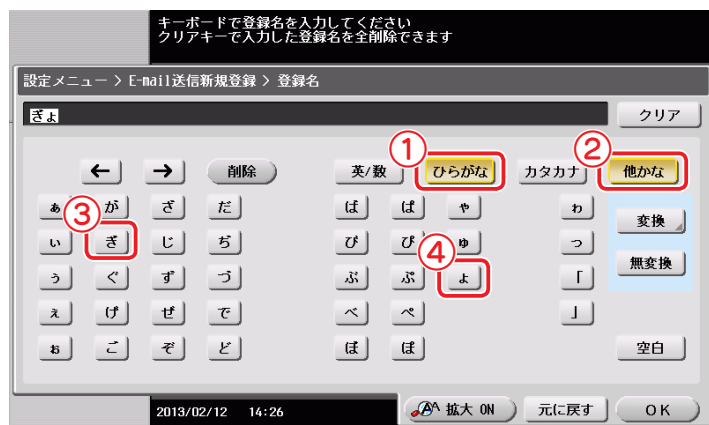 キーボードで登録名を入力してください
クリアキーで入力した登録名を全削除できます
設定メニュー > E-mail送信新規登録 > 登録名
ぎょ クリア
① ②
← → 削除 英/数 ひらがな カタカナ 他かな
③
ぁ が ざ だ ば ぱ ゃ ゎ 変換
④
ぃ ぎ じ ぢ び ぴ ゅ っ 無変換
ぅ ぐ ず づ ぶ ぷ ょ 「
ぇ げ ぜ で べ ぺ 」
ぉ ご ぞ ど ぼ ぽ 空白
2013/02/12 14:26 拡大 ON 元に戻す OK